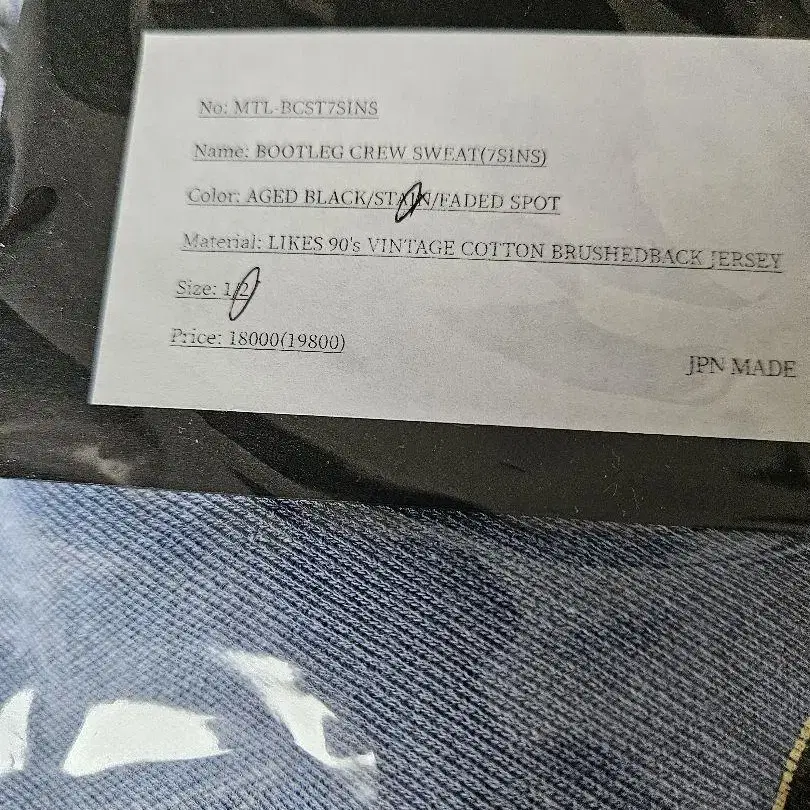 No: MTL-BCST7SINS
Name: BOOTLEG CREW SWEAT(7SINS)
Color: AGED BLACK/STAIN/FADED SPOT
Material: LIKES 90's VINTAGE COTTON BRUSHEDBACK JERSEY
Size: 1/2
Price: 18000(19800)
JPN MADE